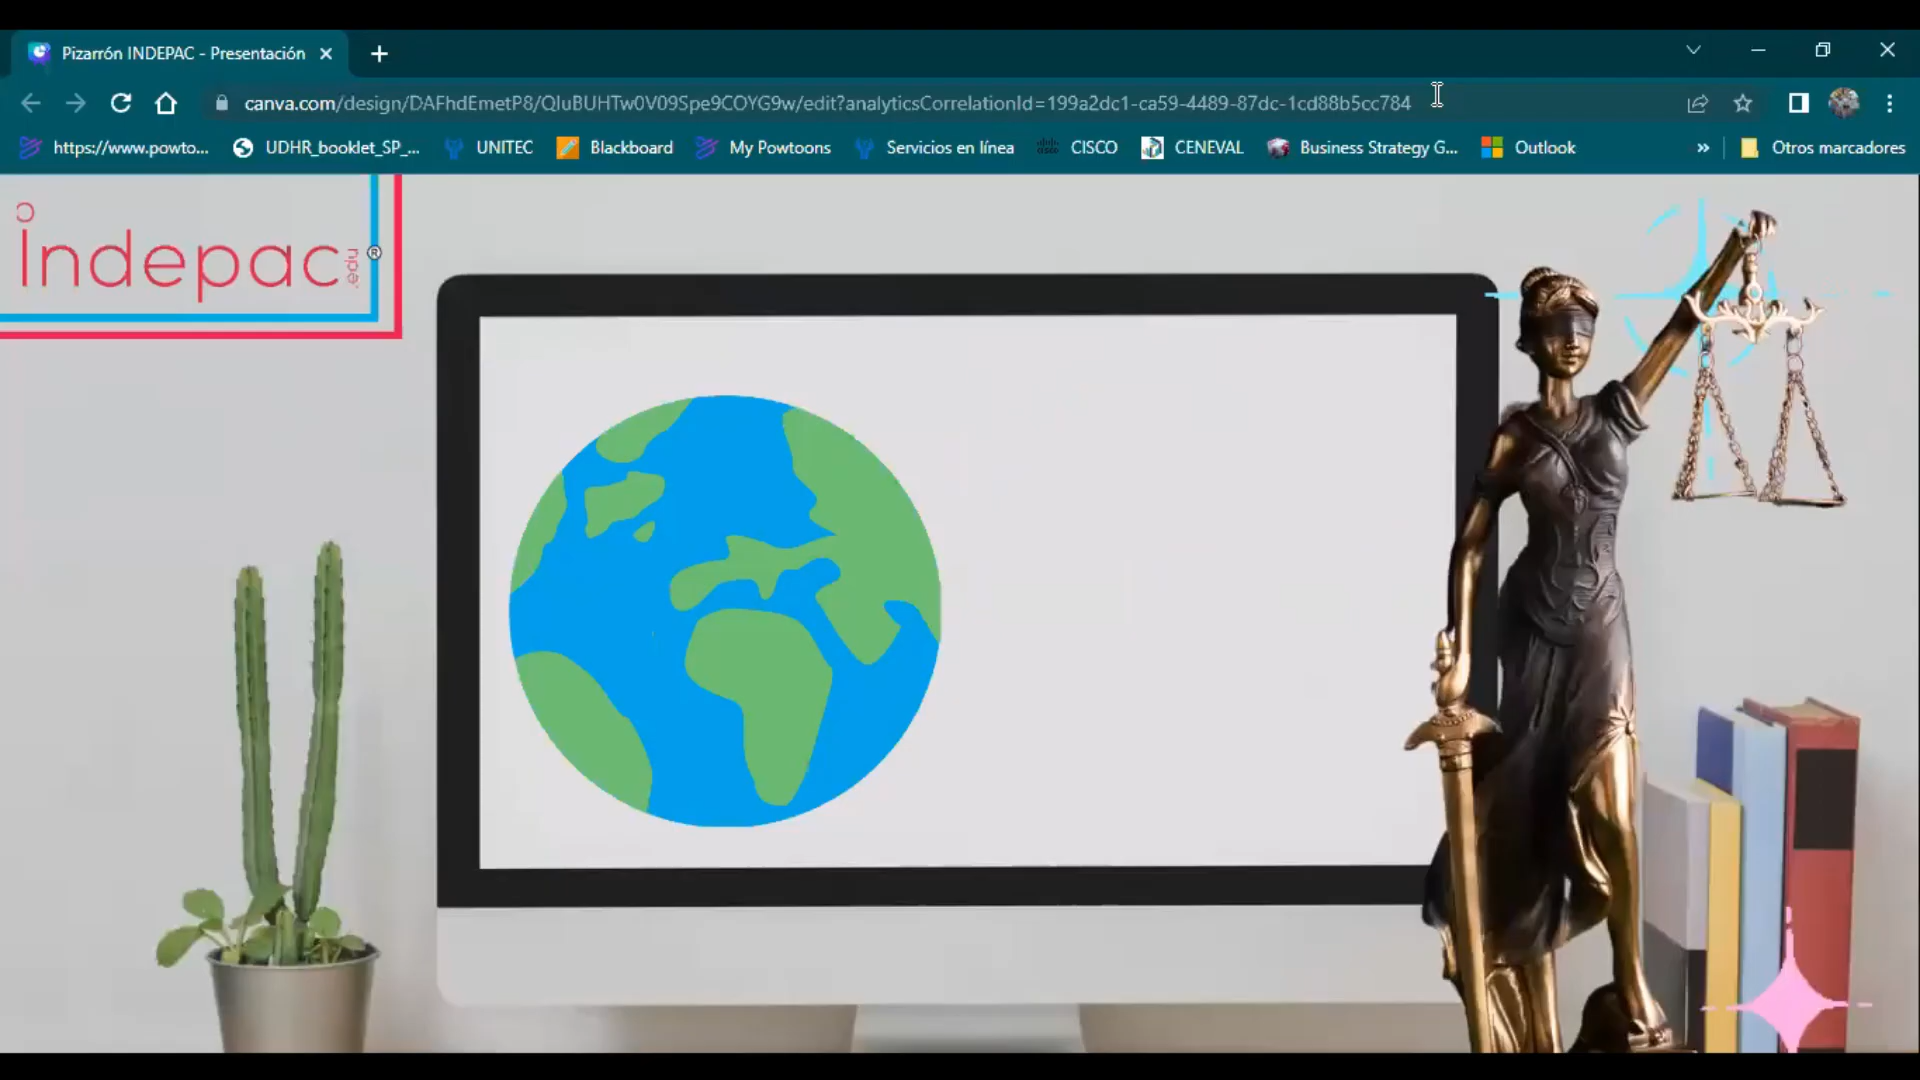 Pizarrón INDEPAC - Presentación
canva.com/design/DAFhdEmetP8/QluBUHTw0V09Spe9COYG9w/edit?analyticsCorrelationId=199a2dc1-ca59-4489-87dc-1cd88b5cc784
https://www.powto... UDHR_booklet_SP_... UNITEC Blackboard My Powtoons Servicios en línea CISCO CENEVAL Business Strategy G... Outlook » Otros marcadores
indepac ®